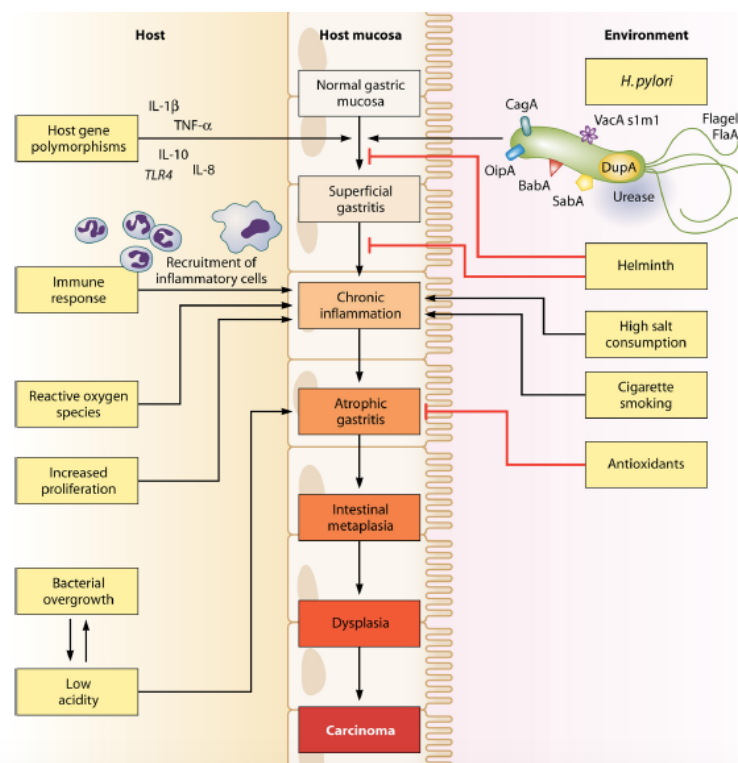 Host
Host mucosa
Environment
Normal gastric
mucosa
H. pylori
IL-1β
TNF-α
Host gene
polymorphisms
IL-10
TLR4
IL-8
CagA
VacA s1m1
Flagel
FlaA
OipA
BabA
SabA
DupA
Urease
Superficial
gastritis
Recruitment of
inflammatory cells
Helminth
Immune
response
Chronic
inflammation
High salt
consumption
Cigarette
smoking
Reactive oxygen
species
Atrophic
gastritis
Antioxidants
Increased
proliferation
Intestinal
metaplasia
Bacterial
overgrowth
Dysplasia
Low
acidity
Carcinoma